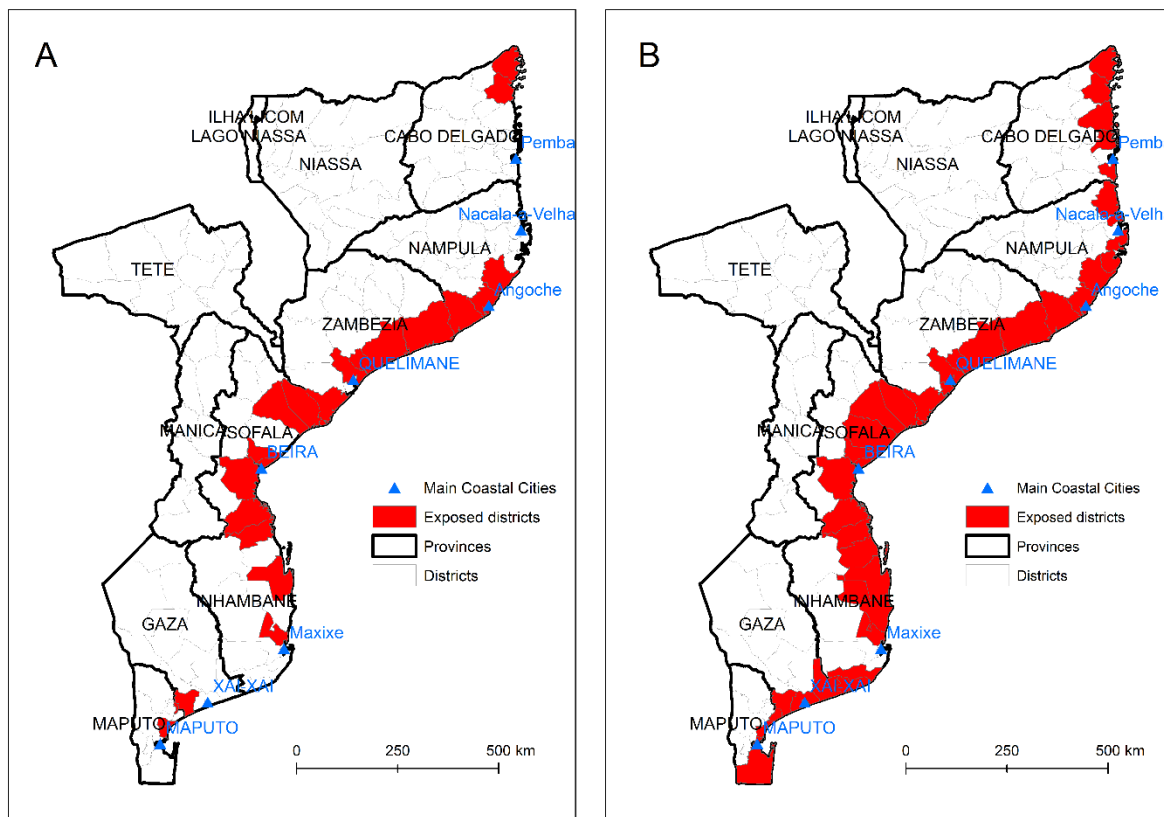 A
ILHA LICOM
LAGO NIASSA
CABO DELGADO
Pemba
NIASSA
Nacala-a-Velha
NAMPULA
TETE
Angoche
ZAMBEZIA
QUELIMANE
MANICA
SOFALA
BEIRA
Main Coastal Cities
Exposed districts
Provinces
Districts
INHAMBANE
GAZA
Maxixe
XAI-XAI
MAPUTO
MAPUTO
0 250 500 km
B
ILHA LICOM
LAGO NIASSA
CABO DELGADO
Pemb
NIASSA
Nacala-a-Velh
NAMPULA
TETE
Angoche
ZAMBEZIA
QUELIMANE
MANICA
SOFALA
BEIRA
Main Coastal Cities
Exposed districts
Provinces
Districts
INHAMBANE
GAZA
Maxixe
XAI-XAI
MAPUTO
MAPUTO
0 250 500 km